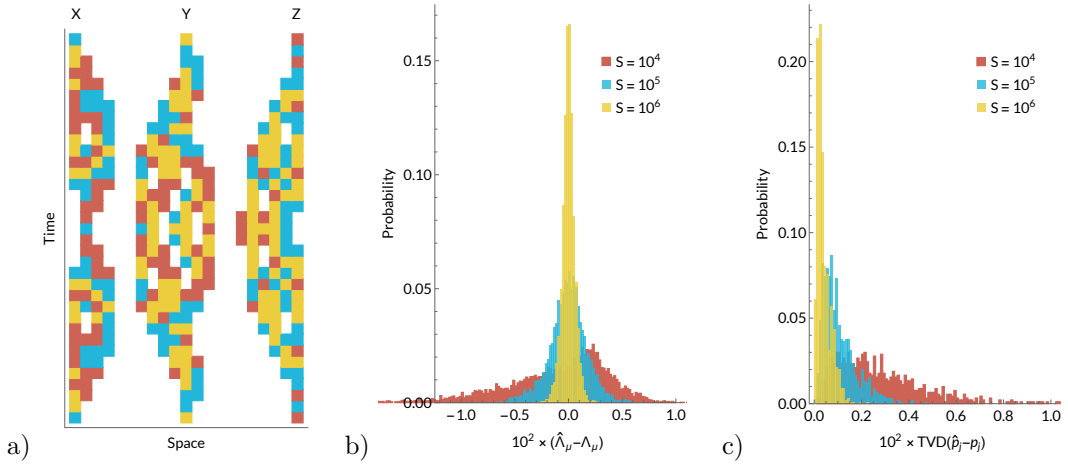 X Y Z
Time
Space
a)
0.15
0.10
0.05
0.00
Probability
S = 10⁴
S = 10⁵
S = 10⁶
−1.0 −0.5 0.0 0.5 1.0
10² × (Λ̂μ−Λμ)
b)
0.20
0.15
0.10
0.05
0.00
Probability
S = 10⁴
S = 10⁵
S = 10⁶
0.0 0.2 0.4 0.6 0.8 1.0
10² × TVD(p̂j−pj)
c)